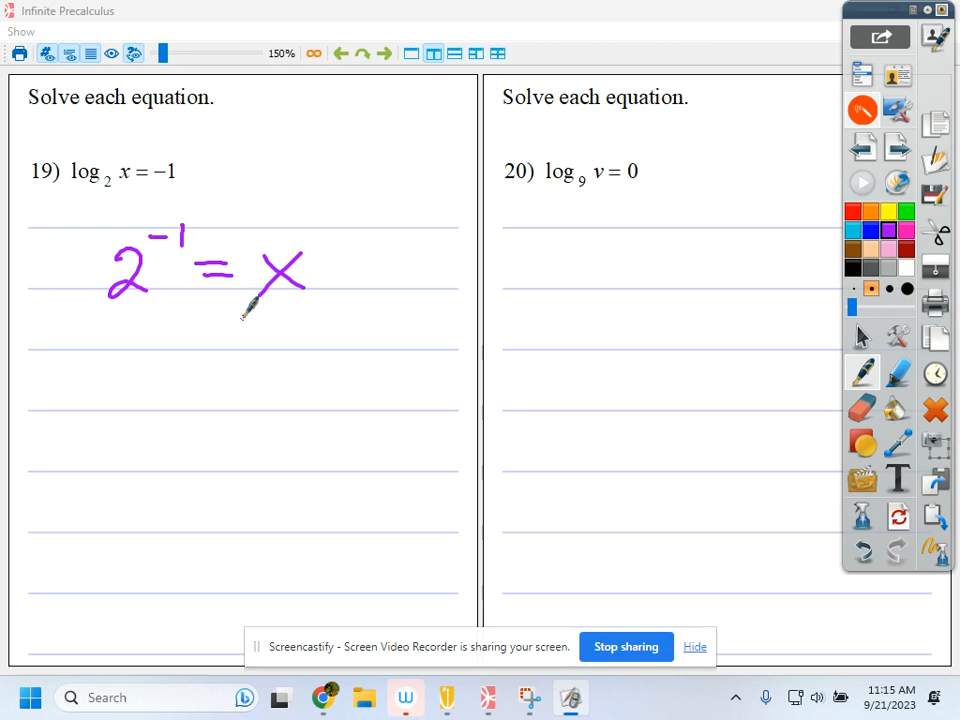 Infinite Precalculus
Show
150%
Solve each equation.
19) log₂ x = −1
2⁻¹ = x
Solve each equation.
20) log₉ v = 0
T
Screencastify - Screen Video Recorder is sharing your screen.
Stop sharing
Hide
Search
11:15 AM
9/21/2023